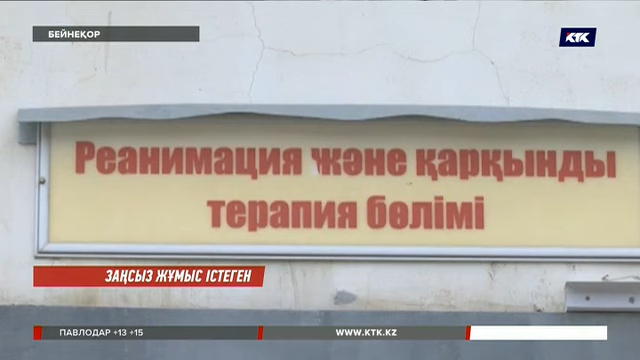 БЕЙНЕҚОР
КТК
Реанимация және қарқынды
терапия бөлімі
ЗАҢСЫЗ ЖҰМЫС ІСТЕГЕН
ПАВЛОДАР +13 +15
WWW.KTK.KZ